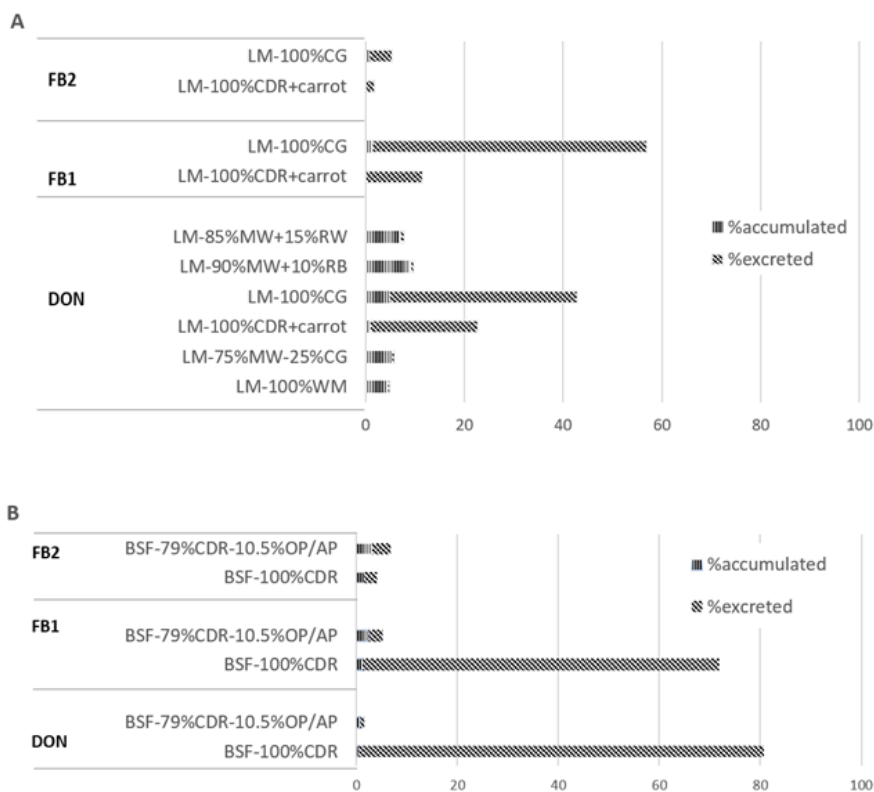 A
FB2
LM-100%CG
LM-100%CDR+carrot
FB1
LM-100%CG
LM-100%CDR+carrot
DON
LM-85%MW+15%RW
LM-90%MW+10%RB
LM-100%CG
LM-100%CDR+carrot
LM-75%MW-25%CG
LM-100%WM
%accumulated
%excreted
0 20 40 60 80 100
B
FB2
BSF-79%CDR-10.5%OP/AP
BSF-100%CDR
FB1
BSF-79%CDR-10.5%OP/AP
BSF-100%CDR
DON
BSF-79%CDR-10.5%OP/AP
BSF-100%CDR
%accumulated
%excreted
0 20 40 60 80 100